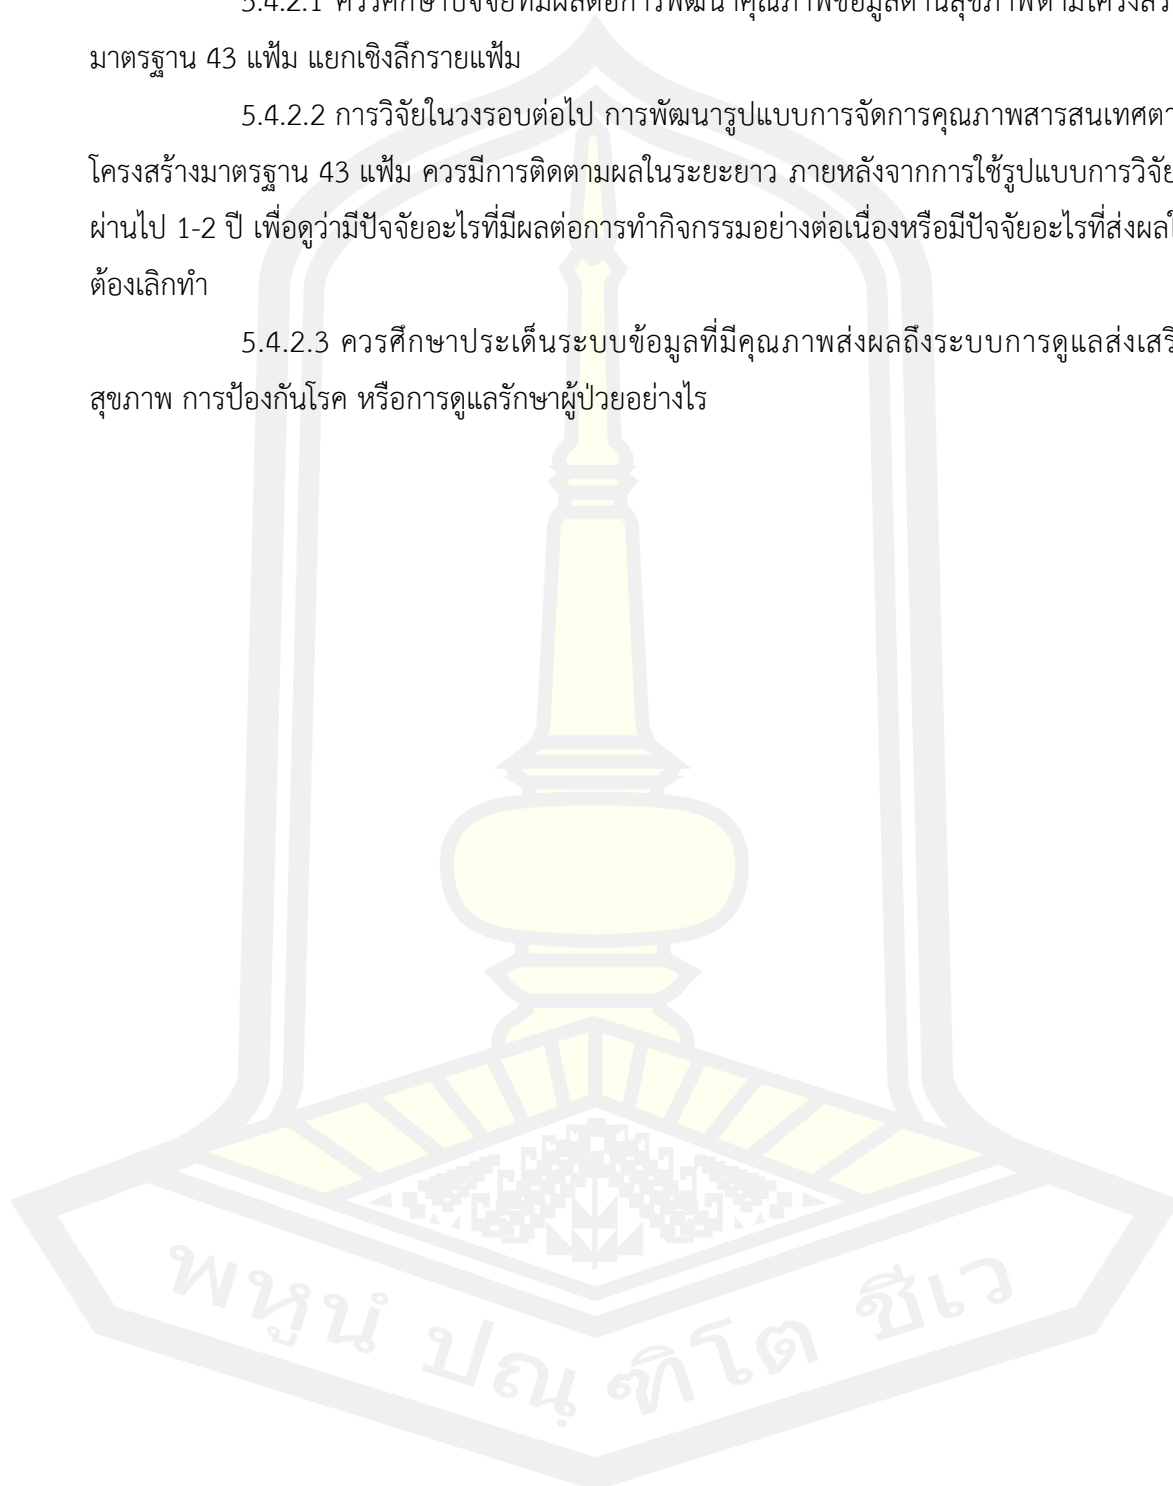 5.4.2.1 ควรศึกษาปัจจัยที่มีผลต่อการพัฒนาคุณภาพข้อมูลด้านสุขภาพตามโครงสร้
มาตรฐาน 43 แฟ้ม แยกเชิงลึกรายแฟ้ม
5.4.2.2 การวิจัยในวงรอบต่อไป การพัฒนารูปแบบการจัดการคุณภาพสารสนเทศตา
โครงสร้างมาตรฐาน 43 แฟ้ม ควรมีการติดตามผลในระยะยาว ภายหลังจากการใช้รูปแบบการวิจัย
ผ่านไป 1-2 ปี เพื่อดูว่ามีปัจจัยอะไรที่มีผลต่อการทำกิจกรรมอย่างต่อเนื่องหรือมีปัจจัยอะไรที่ส่งผลใ
ต้องเลิกทำ
5.4.2.3 ควรศึกษาประเด็นระบบข้อมูลที่มีคุณภาพส่งผลถึงระบบการดูแลส่งเสริ
สุขภาพ การป้องกันโรค หรือการดูแลรักษาผู้ป่วยอย่างไร
พหูนํ ปณฺฑิโต ชีเว